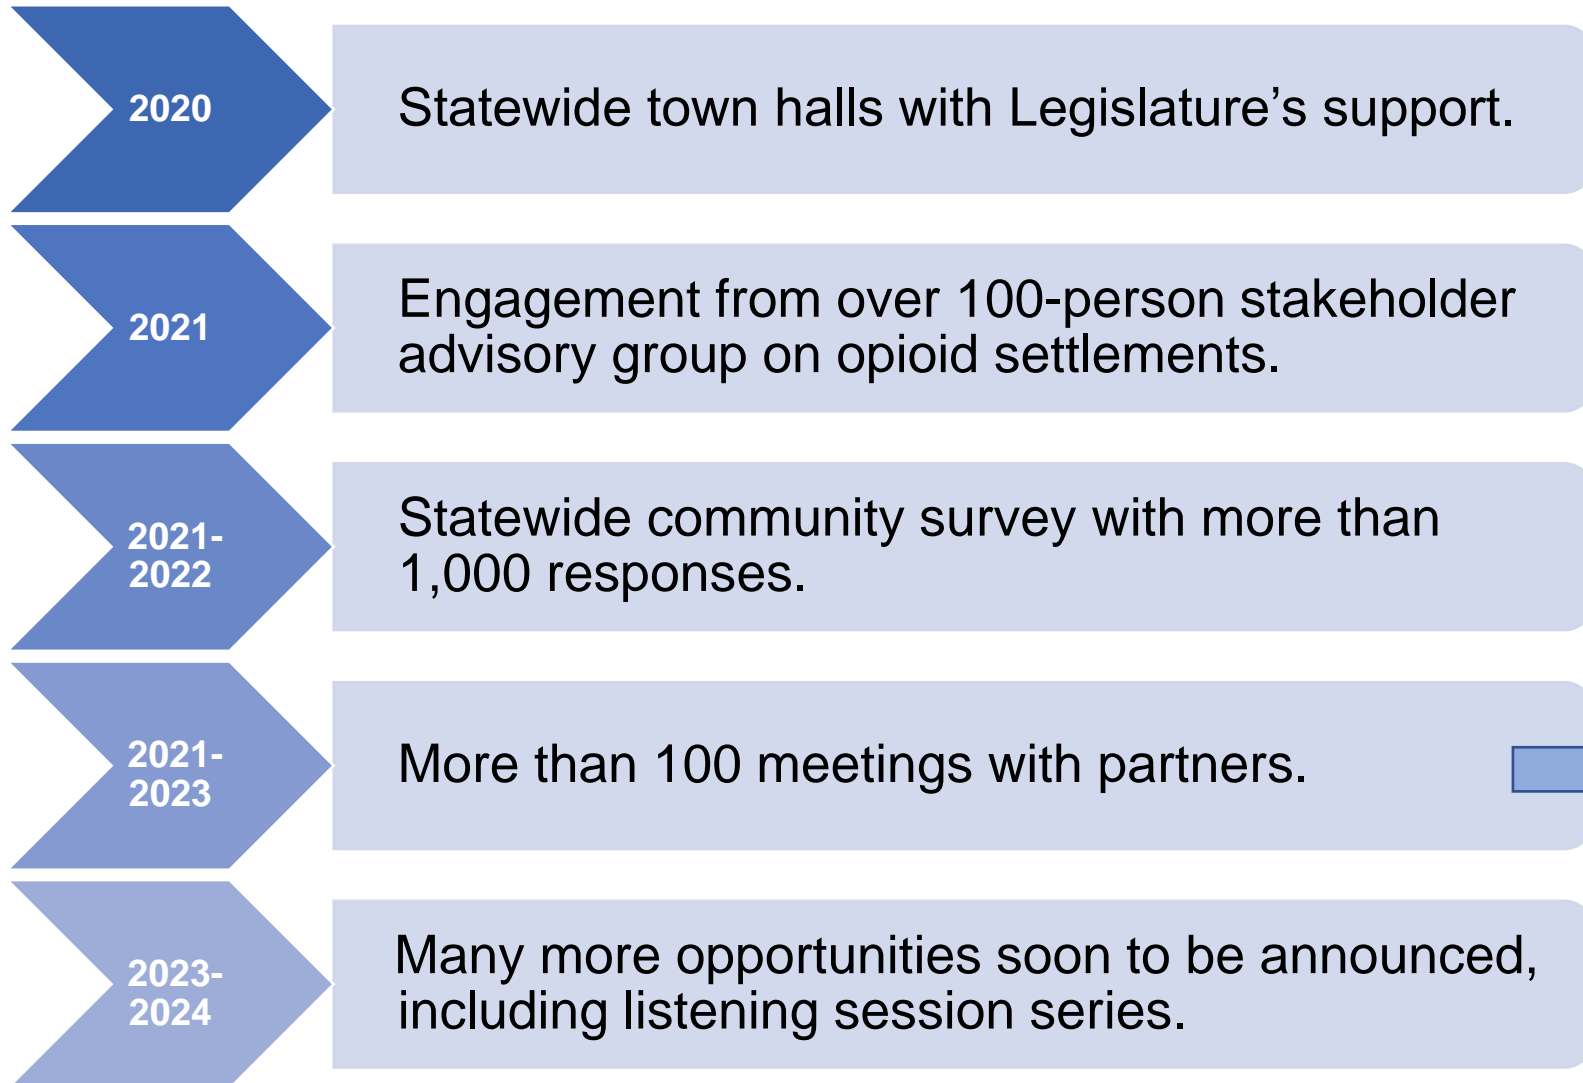 2020
Statewide town halls with Legislature’s support.
2021
Engagement from over 100-person stakeholder
advisory group on opioid settlements.
2021-
2022
Statewide community survey with more than
1,000 responses.
2021-
2023
More than 100 meetings with partners.
2023-
2024
Many more opportunities soon to be announced,
including listening session series.